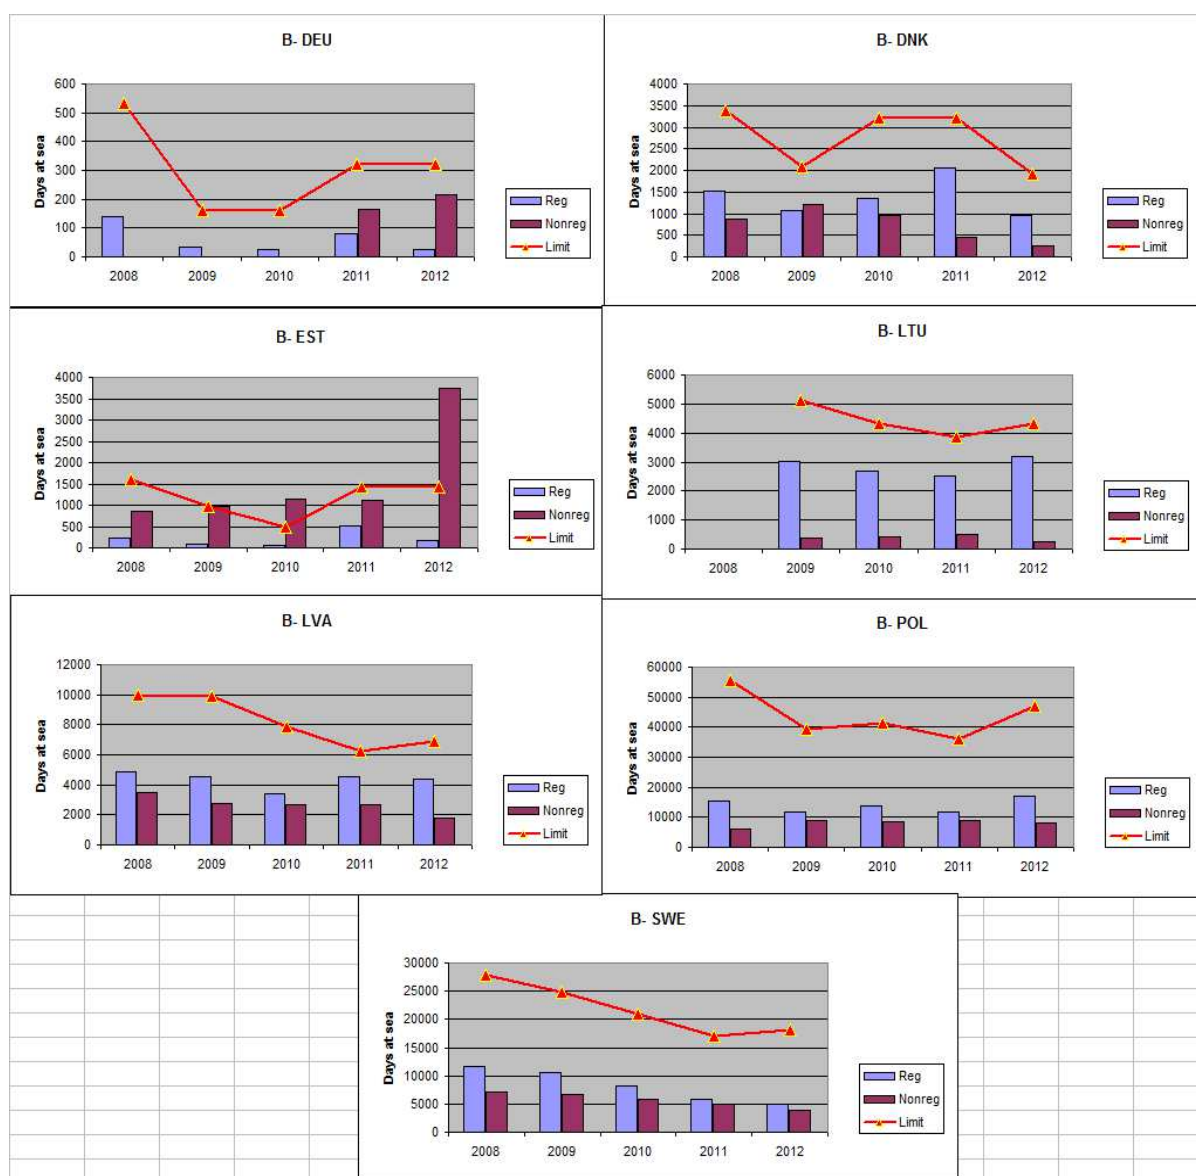 B- DEU
Days at sea
600
500
400
300
200
100
0
2008 2009 2010 2011 2012
Reg
Nonreg
Limit
B- DNK
Days at sea
4000
3500
3000
2500
2000
1500
1000
500
0
2008 2009 2010 2011 2012
Reg
Nonreg
Limit
B- EST
Days at sea
4000
3500
3000
2500
2000
1500
1000
500
0
2008 2009 2010 2011 2012
Reg
Nonreg
Limit
B- LTU
Days at sea
6000
5000
4000
3000
2000
1000
0
2008 2009 2010 2011 2012
Reg
Nonreg
Limit
B- LVA
Days at sea
12000
10000
8000
6000
4000
2000
0
2008 2009 2010 2011 2012
Reg
Nonreg
Limit
B- POL
Days at sea
60000
50000
40000
30000
20000
10000
0
2008 2009 2010 2011 2012
Reg
Nonreg
Limit
B- SWE
Days at sea
30000
25000
20000
15000
10000
5000
0
2008 2009 2010 2011 2012
Reg
Nonreg
Limit